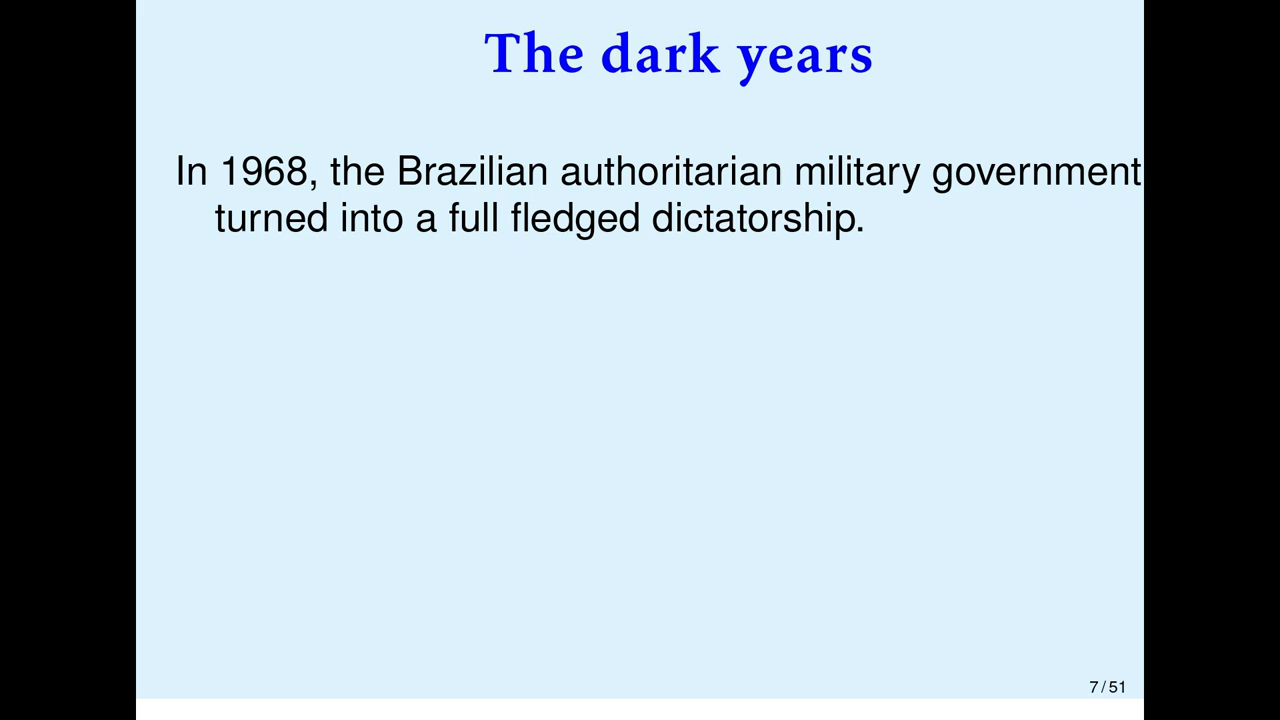 The dark years
In 1968, the Brazilian authoritarian military government
turned into a full fledged dictatorship.
7 / 51